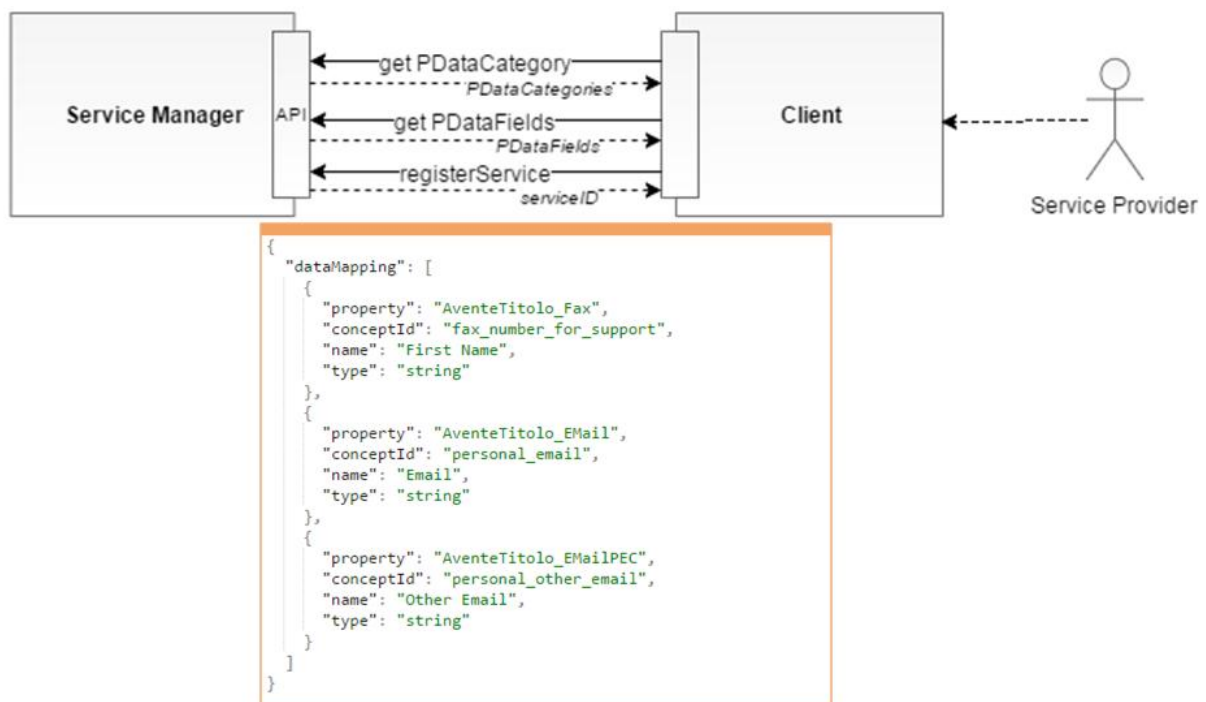 Service Manager
API
get PDataCategory
PDataCategories
get PDataFields
PDataFields
registerService
serviceID
Client
Service Provider
{
"dataMapping": [
{
"property": "AventeTitolo_Fax",
"conceptId": "fax_number_for_support",
"name": "First Name",
"type": "string"
},
{
"property": "AventeTitolo_EMail",
"conceptId": "personal_email",
"name": "Email",
"type": "string"
},
{
"property": "AventeTitolo_EMailPEC",
"conceptId": "personal_other_email",
"name": "Other Email",
"type": "string"
}
]
}